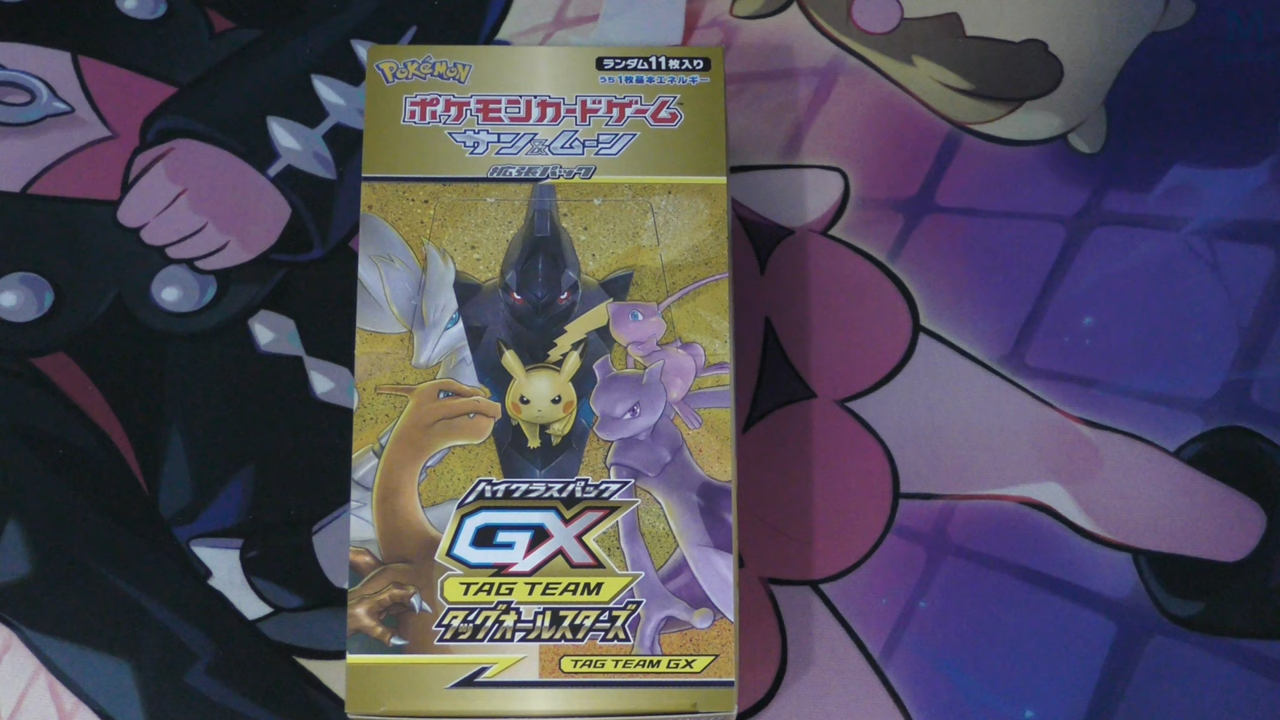 Pokémon
ランダム11枚入り
うち1枚基本エネルギー
ポケモンカードゲーム
サン&ムーン
拡張パック
ハイクラスパック
GX
TAG TEAM
タッグオールスターズ
TAG TEAM GX